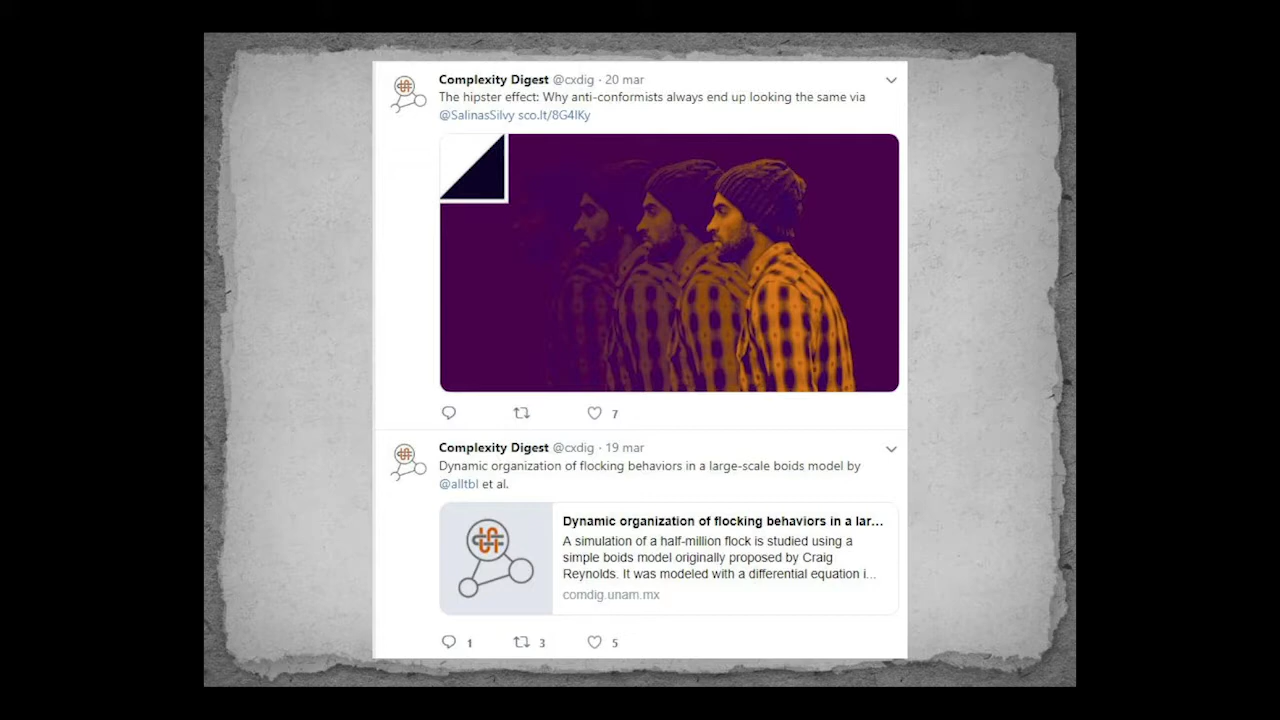 Complexity Digest @cxdig · 20 mar
The hipster effect: Why anti-conformists always end up looking the same via
@SalinasSilvy sco.lt/8G4IKy
7
Complexity Digest @cxdig · 19 mar
Dynamic organization of flocking behaviors in a large-scale boids model by
@alltbl et al.
Dynamic organization of flocking behaviors in a lar...
A simulation of a half-million flock is studied using a
simple boids model originally proposed by Craig
Reynolds. It was modeled with a differential equation i...
comdig.unam.mx
1 3 5